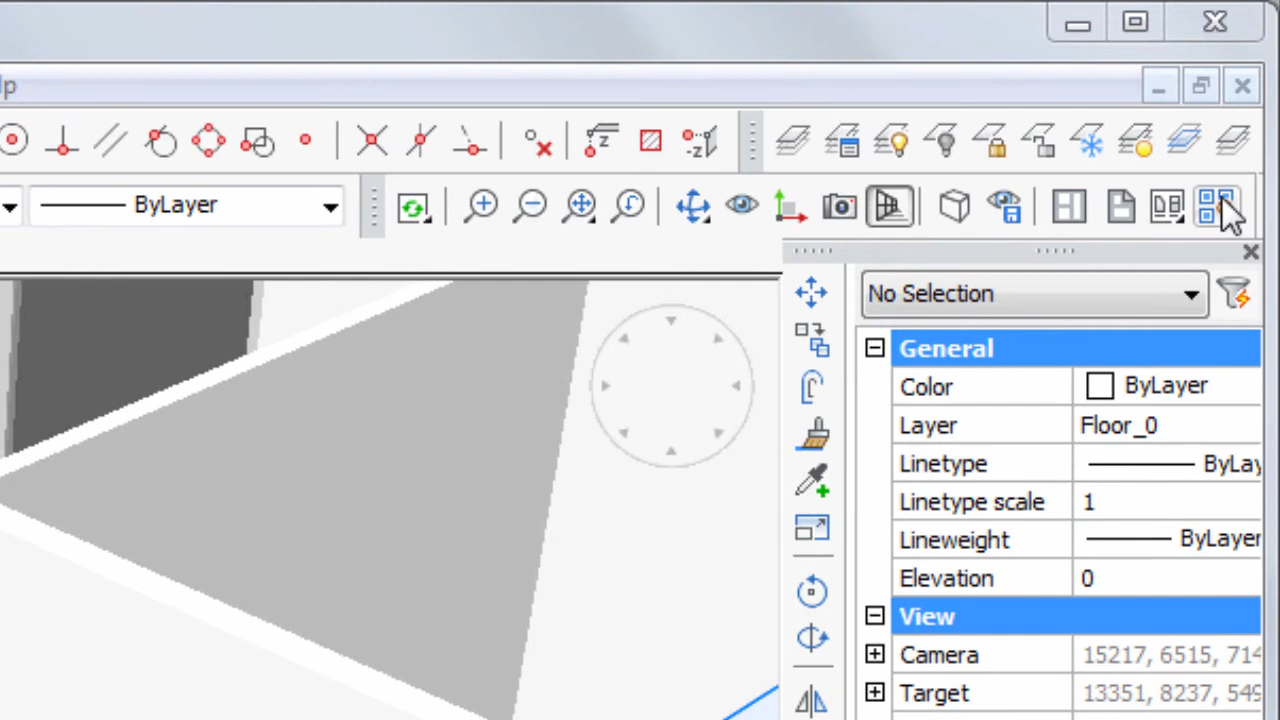 lp
ByLayer
No Selection
General
Color ByLayer
Layer Floor_0
Linetype ByLay
Linetype scale 1
Lineweight ByLayer
Elevation 0
View
Camera 15217, 6515, 714
Target 13351, 8237, 549